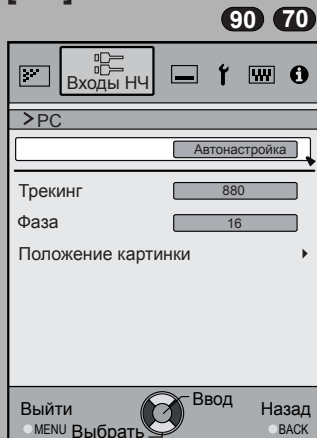 90 70
Входы НЧ
>PC
Автонастройка
Трекинг 880
Фаза 16
Положение картинки
Ввод
Выйти Назад
MENU Выбрать BACK